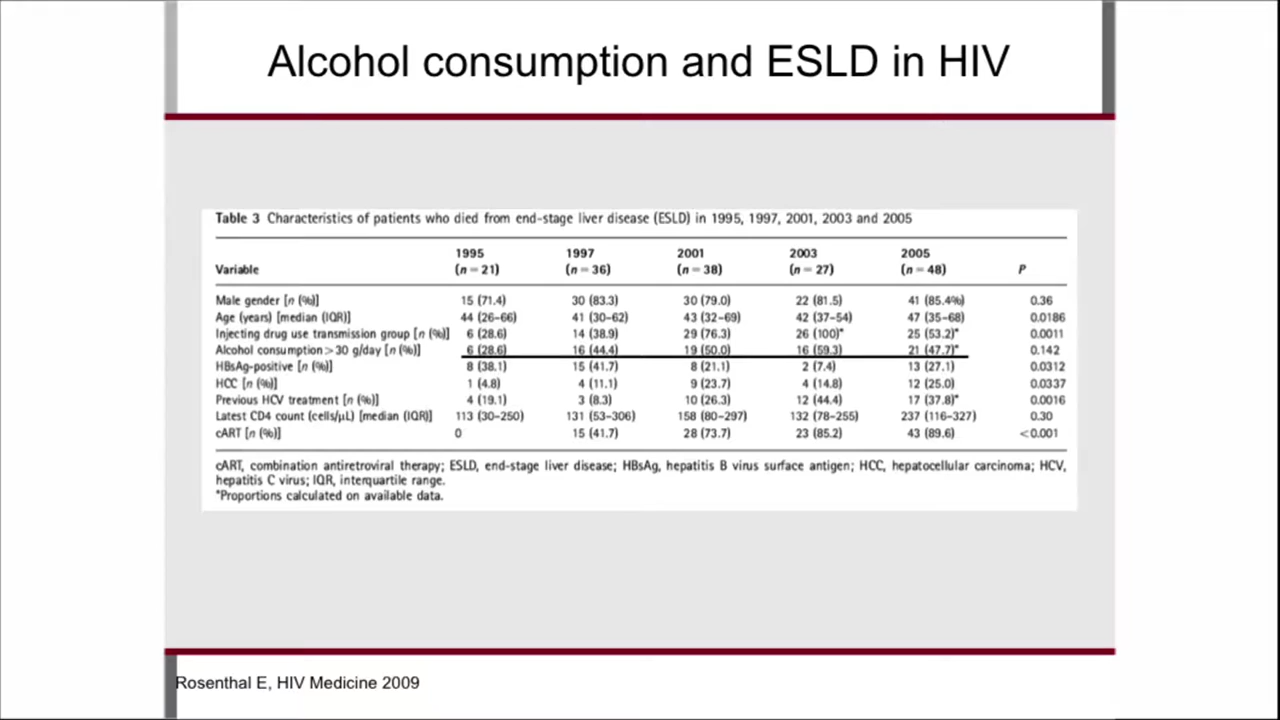 Alcohol consumption and ESLD in HIV
Table 3 Characteristics of patients who died from end-stage liver disease (ESLD) in 1995, 1997, 2001, 2003 and 2005
1995 1997 2001 2003 2005
Variable (n = 21) (n = 36) (n = 38) (n = 27) (n = 48) P
Male gender [n (%)] 15 (71.4) 30 (83.3) 30 (79.0) 22 (81.5) 41 (85.4%) 0.36
Age (years) [median (IQR)] 44 (26–66) 41 (30–62) 43 (32–69) 42 (37–54) 47 (35–68) 0.0186
Injecting drug use transmission group [n (%)] 6 (28.6) 14 (38.9) 29 (76.3) 26 (100)* 25 (53.2)* 0.0011
Alcohol consumption > 30 g/day [n (%)] 6 (28.6) 16 (44.4) 19 (50.0) 16 (59.3) 21 (47.7)* 0.142
HBsAg-positive [n (%)] 8 (38.1) 15 (41.7) 8 (21.1) 2 (7.4) 13 (27.1) 0.0312
HCC [n (%)] 1 (4.8) 4 (11.1) 9 (23.7) 4 (14.8) 12 (25.0) 0.0337
Previous HCV treatment [n (%)] 4 (19.1) 3 (8.3) 10 (26.3) 12 (44.4) 17 (37.8)* 0.0016
Latest CD4 count (cells/μL) [median (IQR)] 113 (30–250) 131 (53–306) 158 (80–297) 132 (78–255) 237 (116–327) 0.30
cART [n (%)] 0 15 (41.7) 28 (73.7) 23 (85.2) 43 (89.6) <0.001
cART, combination antiretroviral therapy; ESLD, end-stage liver disease; HBsAg, hepatitis B virus surface antigen; HCC, hepatocellular carcinoma; HCV,
hepatitis C virus; IQR, interquartile range.
*Proportions calculated on available data.
Rosenthal E, HIV Medicine 2009